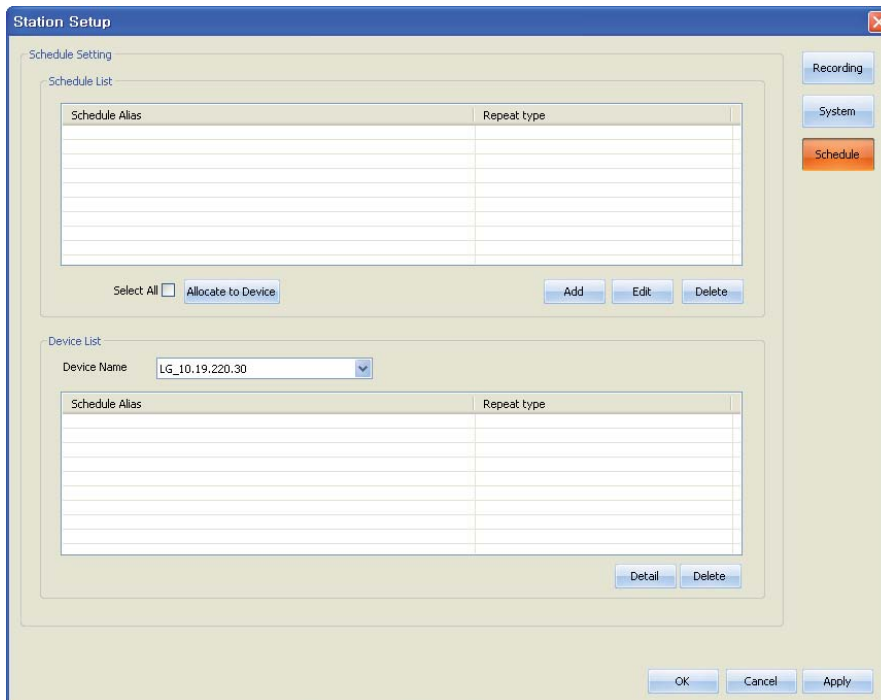 Station Setup
Schedule Setting
Schedule List
Schedule Alias Repeat type
Select All Allocate to Device Add Edit Delete
Device List
Device Name LG_10.19.220.30
Schedule Alias Repeat type
Detail Delete
Recording
System
Schedule
OK Cancel Apply